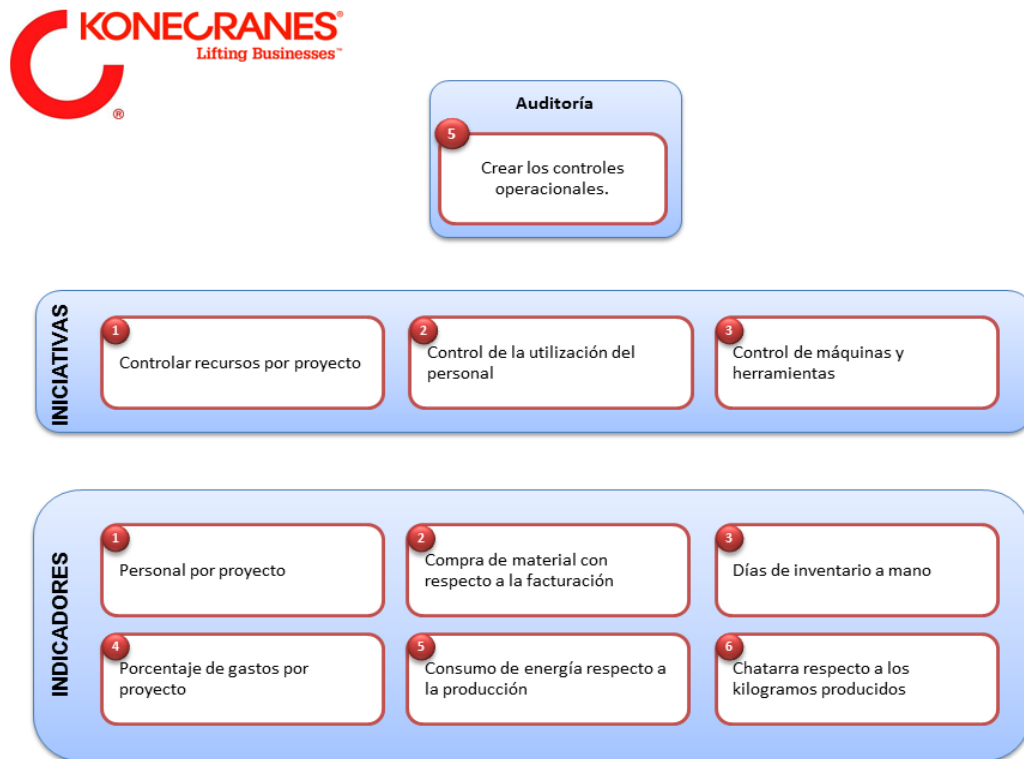 KONECRANES®
Lifting Businesses™
®
Auditoría
5
Crear los controles
operacionales.
INICIATIVAS
1
Controlar recursos por proyecto
2
Control de la utilización del
personal
3
Control de máquinas y
herramientas
INDICADORES
1
Personal por proyecto
2
Compra de material con
respecto a la facturación
3
Días de inventario a mano
4
Porcentaje de gastos por
proyecto
5
Consumo de energía respecto a
la producción
6
Chatarra respecto a los
kilogramos producidos